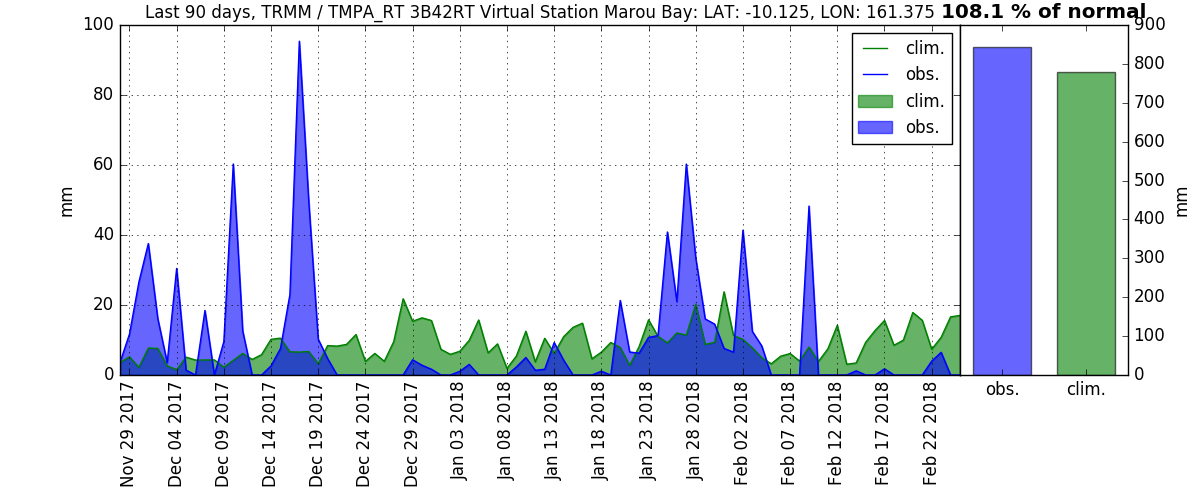 Last 90 days, TRMM / TMPA_RT 3B42RT Virtual Station Marou Bay: LAT: -10.125, LON: 161.375 108.1 % of normal
100
80
60
40
20
0
mm
clim.
obs.
clim.
obs.
900
800
700
600
500
400
300
200
100
0
mm
obs.
clim.
Nov 29 2017
Dec 04 2017
Dec 09 2017
Dec 14 2017
Dec 19 2017
Dec 24 2017
Dec 29 2017
Jan 03 2018
Jan 08 2018
Jan 13 2018
Jan 18 2018
Jan 23 2018
Jan 28 2018
Feb 02 2018
Feb 07 2018
Feb 12 2018
Feb 17 2018
Feb 22 2018